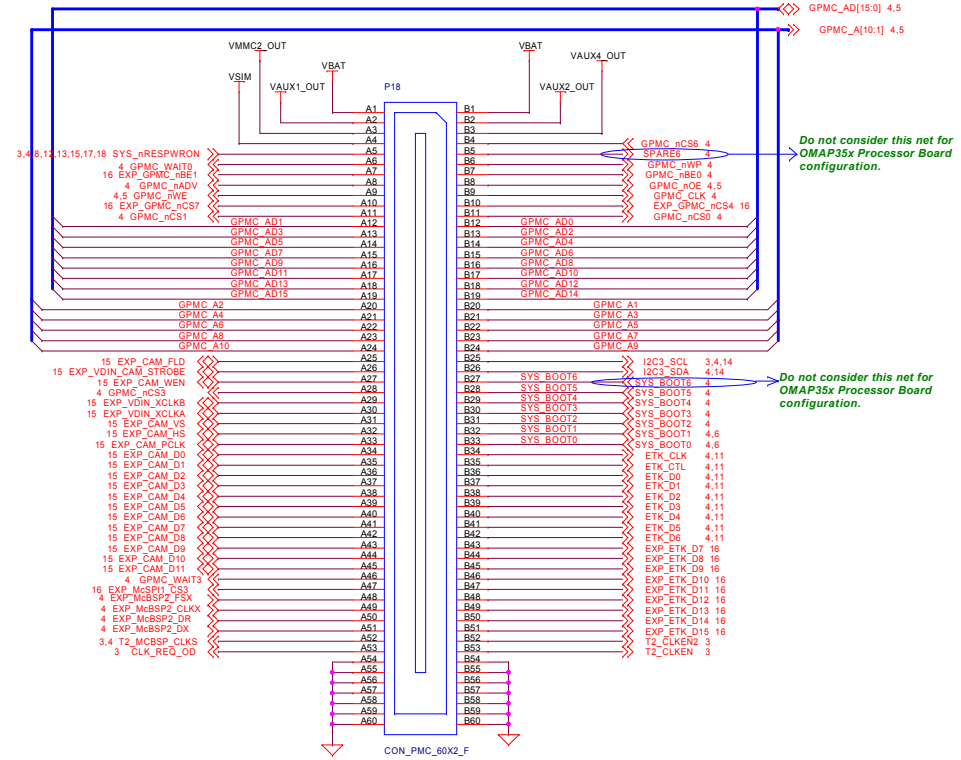 GPMC_AD[15:0] 4,5
GPMC_A[10:1] 4,5
VMMC2_OUT
VBAT
VAUX4_OUT
VBAT
VSIM
VAUX1_OUT
VAUX2_OUT
P18
A1 B1
A2 B2
A3 B3
A4 B4 GPMC_nCS6 4
3,4,8,12,13,15,17,18 SYS_nRESPWRON A5 B5 SPARE6 4
4 GPMC_WAIT0 A6 B6 GPMC_nWP 4
16 EXP_GPMC_nBE1 A7 B7 GPMC_nBE0 4
4 GPMC_nADV A8 B8 GPMC_nOE 4,5
4,5 GPMC_nWE A9 B9 GPMC_CLK 4
16 EXP_GPMC_nCS7 A10 B10 EXP_GPMC_nCS4 16
4 GPMC_nCS1 A11 B11 GPMC_nCS0 4
Do not consider this net for
OMAP35x Processor Board
configuration.
GPMC_AD1 A12 B12 GPMC_AD0
GPMC_AD3 A13 B13 GPMC_AD2
GPMC_AD5 A14 B14 GPMC_AD4
GPMC_AD7 A15 B15 GPMC_AD6
GPMC_AD9 A16 B16 GPMC_AD8
GPMC_AD11 A17 B17 GPMC_AD10
GPMC_AD13 A18 B18 GPMC_AD12
GPMC_AD15 A19 B19 GPMC_AD14
GPMC_A2 A20 B20 GPMC_A1
GPMC_A4 A21 B21 GPMC_A3
GPMC_A6 A22 B22 GPMC_A5
GPMC_A8 A23 B23 GPMC_A7
GPMC_A10 A24 B24 GPMC_A9
15 EXP_CAM_FLD A25 B25 I2C3_SCL 3,4,14
15 EXP_VDIN_CAM_STROBE A26 B26 I2C3_SDA 4,14
15 EXP_CAM_WEN A27 B27 SYS_BOOT6 SYS_BOOT6 4
4 GPMC_nCS3 A28 B28 SYS_BOOT5 SYS_BOOT5 4
15 EXP_VDIN_XCLKB A29 B29 SYS_BOOT4 SYS_BOOT4 4
15 EXP_VDIN_XCLKA A30 B30 SYS_BOOT3 SYS_BOOT3 4
15 EXP_CAM_VS A31 B31 SYS_BOOT2 SYS_BOOT2 4
15 EXP_CAM_HS A32 B32 SYS_BOOT1 SYS_BOOT1 4,6
15 EXP_CAM_PCLK A33 B33 SYS_BOOT0 SYS_BOOT0 4,6
Do not consider this net for
OMAP35x Processor Board
configuration.
15 EXP_CAM_D0 A34 B34 ETK_CLK 4,11
15 EXP_CAM_D1 A35 B35 ETK_CTL 4,11
15 EXP_CAM_D2 A36 B36 ETK_D0 4,11
15 EXP_CAM_D3 A37 B37 ETK_D1 4,11
15 EXP_CAM_D4 A38 B38 ETK_D2 4,11
15 EXP_CAM_D5 A39 B39 ETK_D3 4,11
15 EXP_CAM_D6 A40 B40 ETK_D4 4,11
15 EXP_CAM_D7 A41 B41 ETK_D5 4,11
15 EXP_CAM_D8 A42 B42 ETK_D6 4,11
15 EXP_CAM_D9 A43 B43 EXP_ETK_D7 16
15 EXP_CAM_D10 A44 B44 EXP_ETK_D8 16
15 EXP_CAM_D11 A45 B45 EXP_ETK_D9 16
4 GPMC_WAIT3 A46 B46 EXP_ETK_D10 16
16 EXP_McSPI1_CS3 A47 B47 EXP_ETK_D11 16
4 EXP_McBSP2_FSX A48 B48 EXP_ETK_D12 16
4 EXP_McBSP2_CLKX A49 B49 EXP_ETK_D13 16
4 EXP_McBSP2_DR A50 B50 EXP_ETK_D14 16
4 EXP_McBSP2_DX A51 B51 EXP_ETK_D15 16
3,4 T2_MCBSP_CLKS A52 B52 T2_CLKEN2 3
3 CLK_REQ_OD A53 B53 T2_CLKEN 3
A54 B54
A55 B55
A56 B56
A57 B57
A58 B58
A59 B59
A60 B60
CON_PMC_60X2_F